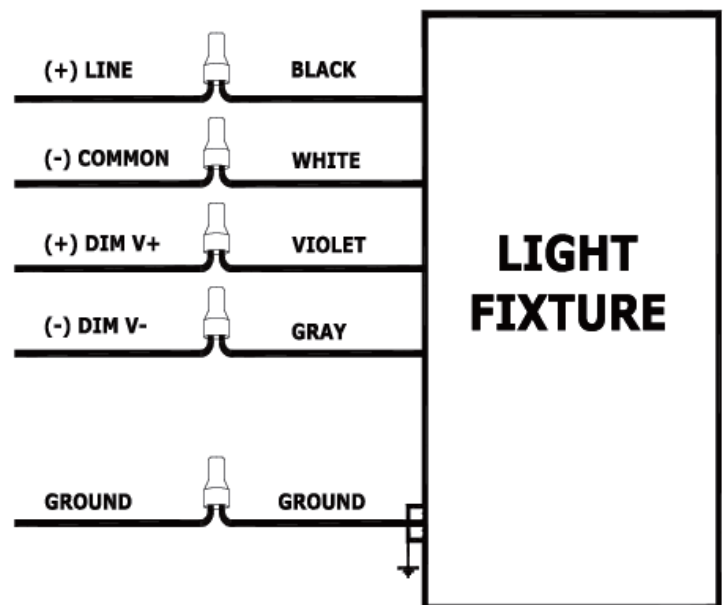 (+) LINE BLACK
(-) COMMON WHITE
(+) DIM V+ VIOLET
(-) DIM V- GRAY
GROUND GROUND
LIGHT
FIXTURE